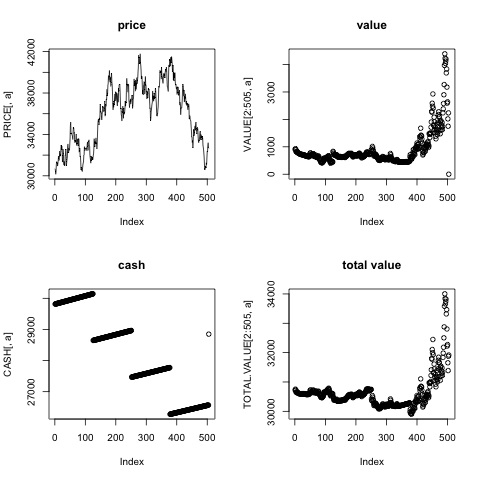 price
PRICE[, a]
30000 34000 38000 42000
0 100 200 300 400 500
Index
value
VALUE[2:505, a]
0 1000 3000
0 100 200 300 400 500
Index
cash
CASH[, a]
27000 29000
0 100 200 300 400 500
Index
total value
TOTAL.VALUE[2:505, a]
30000 32000 34000
0 100 200 300 400 500
Index